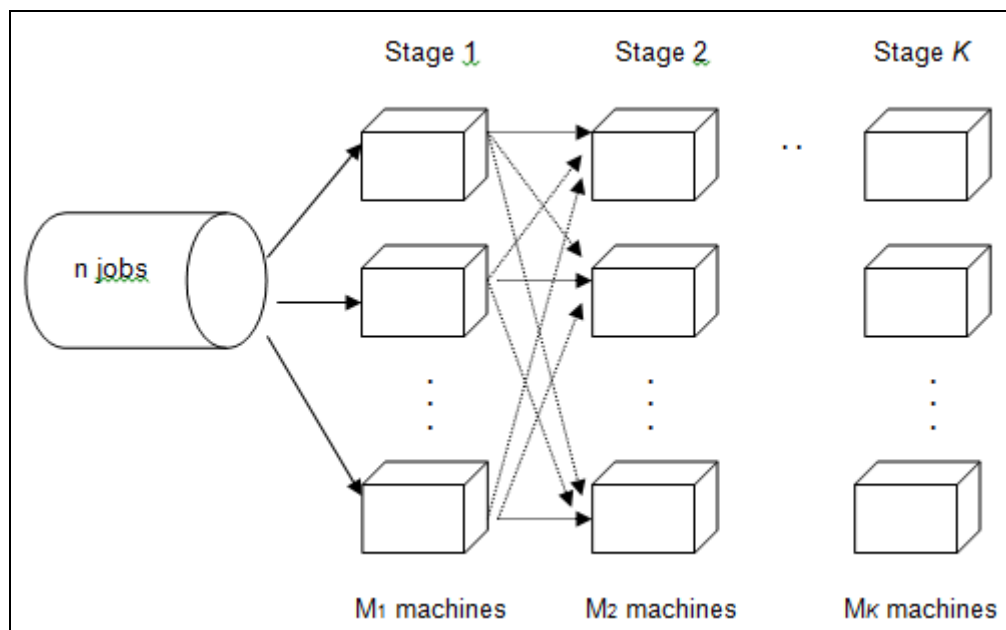 Stage 1
Stage 2
Stage K
. .
n jobs
M1 machines
M2 machines
MK machines